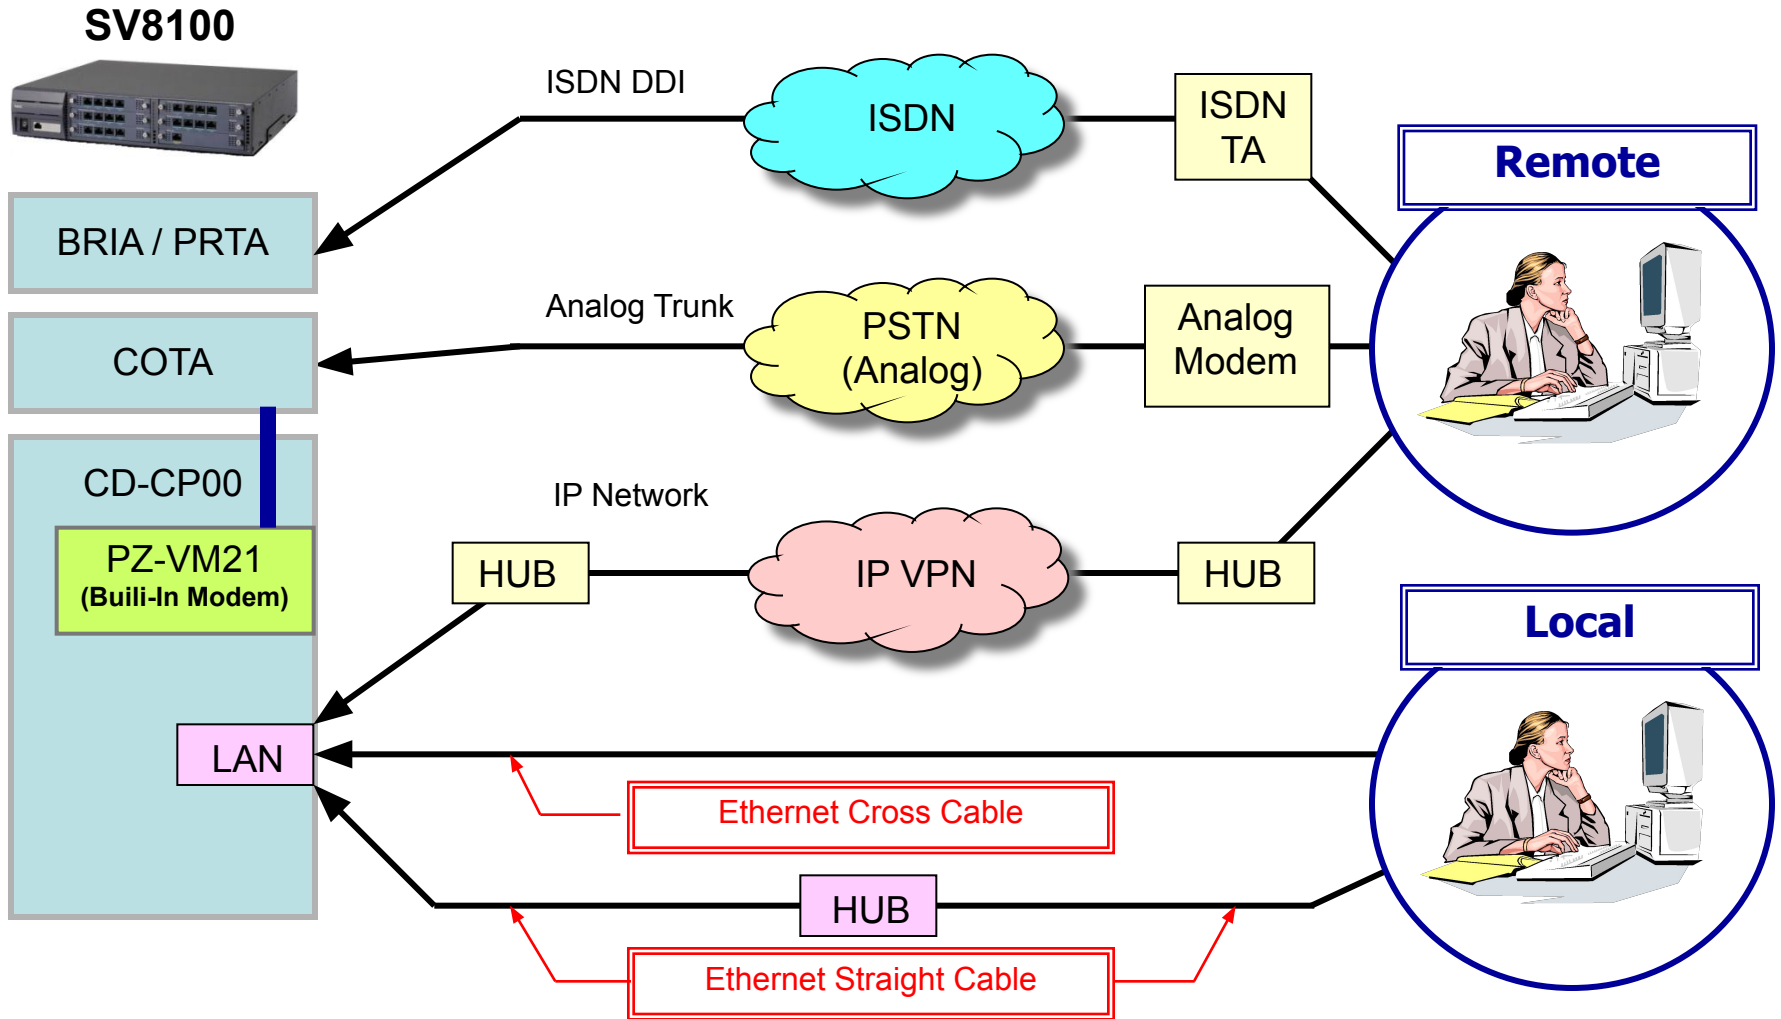 SV8100
ISDN DDI
ISDN
ISDN
TA
Remote
BRIA / PRTA
Analog Trunk
PSTN
(Analog)
Analog
Modem
COTA
CD-CP00
IP Network
PZ-VM21
(Buili-In Modem)
HUB
IP VPN
HUB
Local
LAN
Ethernet Cross Cable
HUB
Ethernet Straight Cable